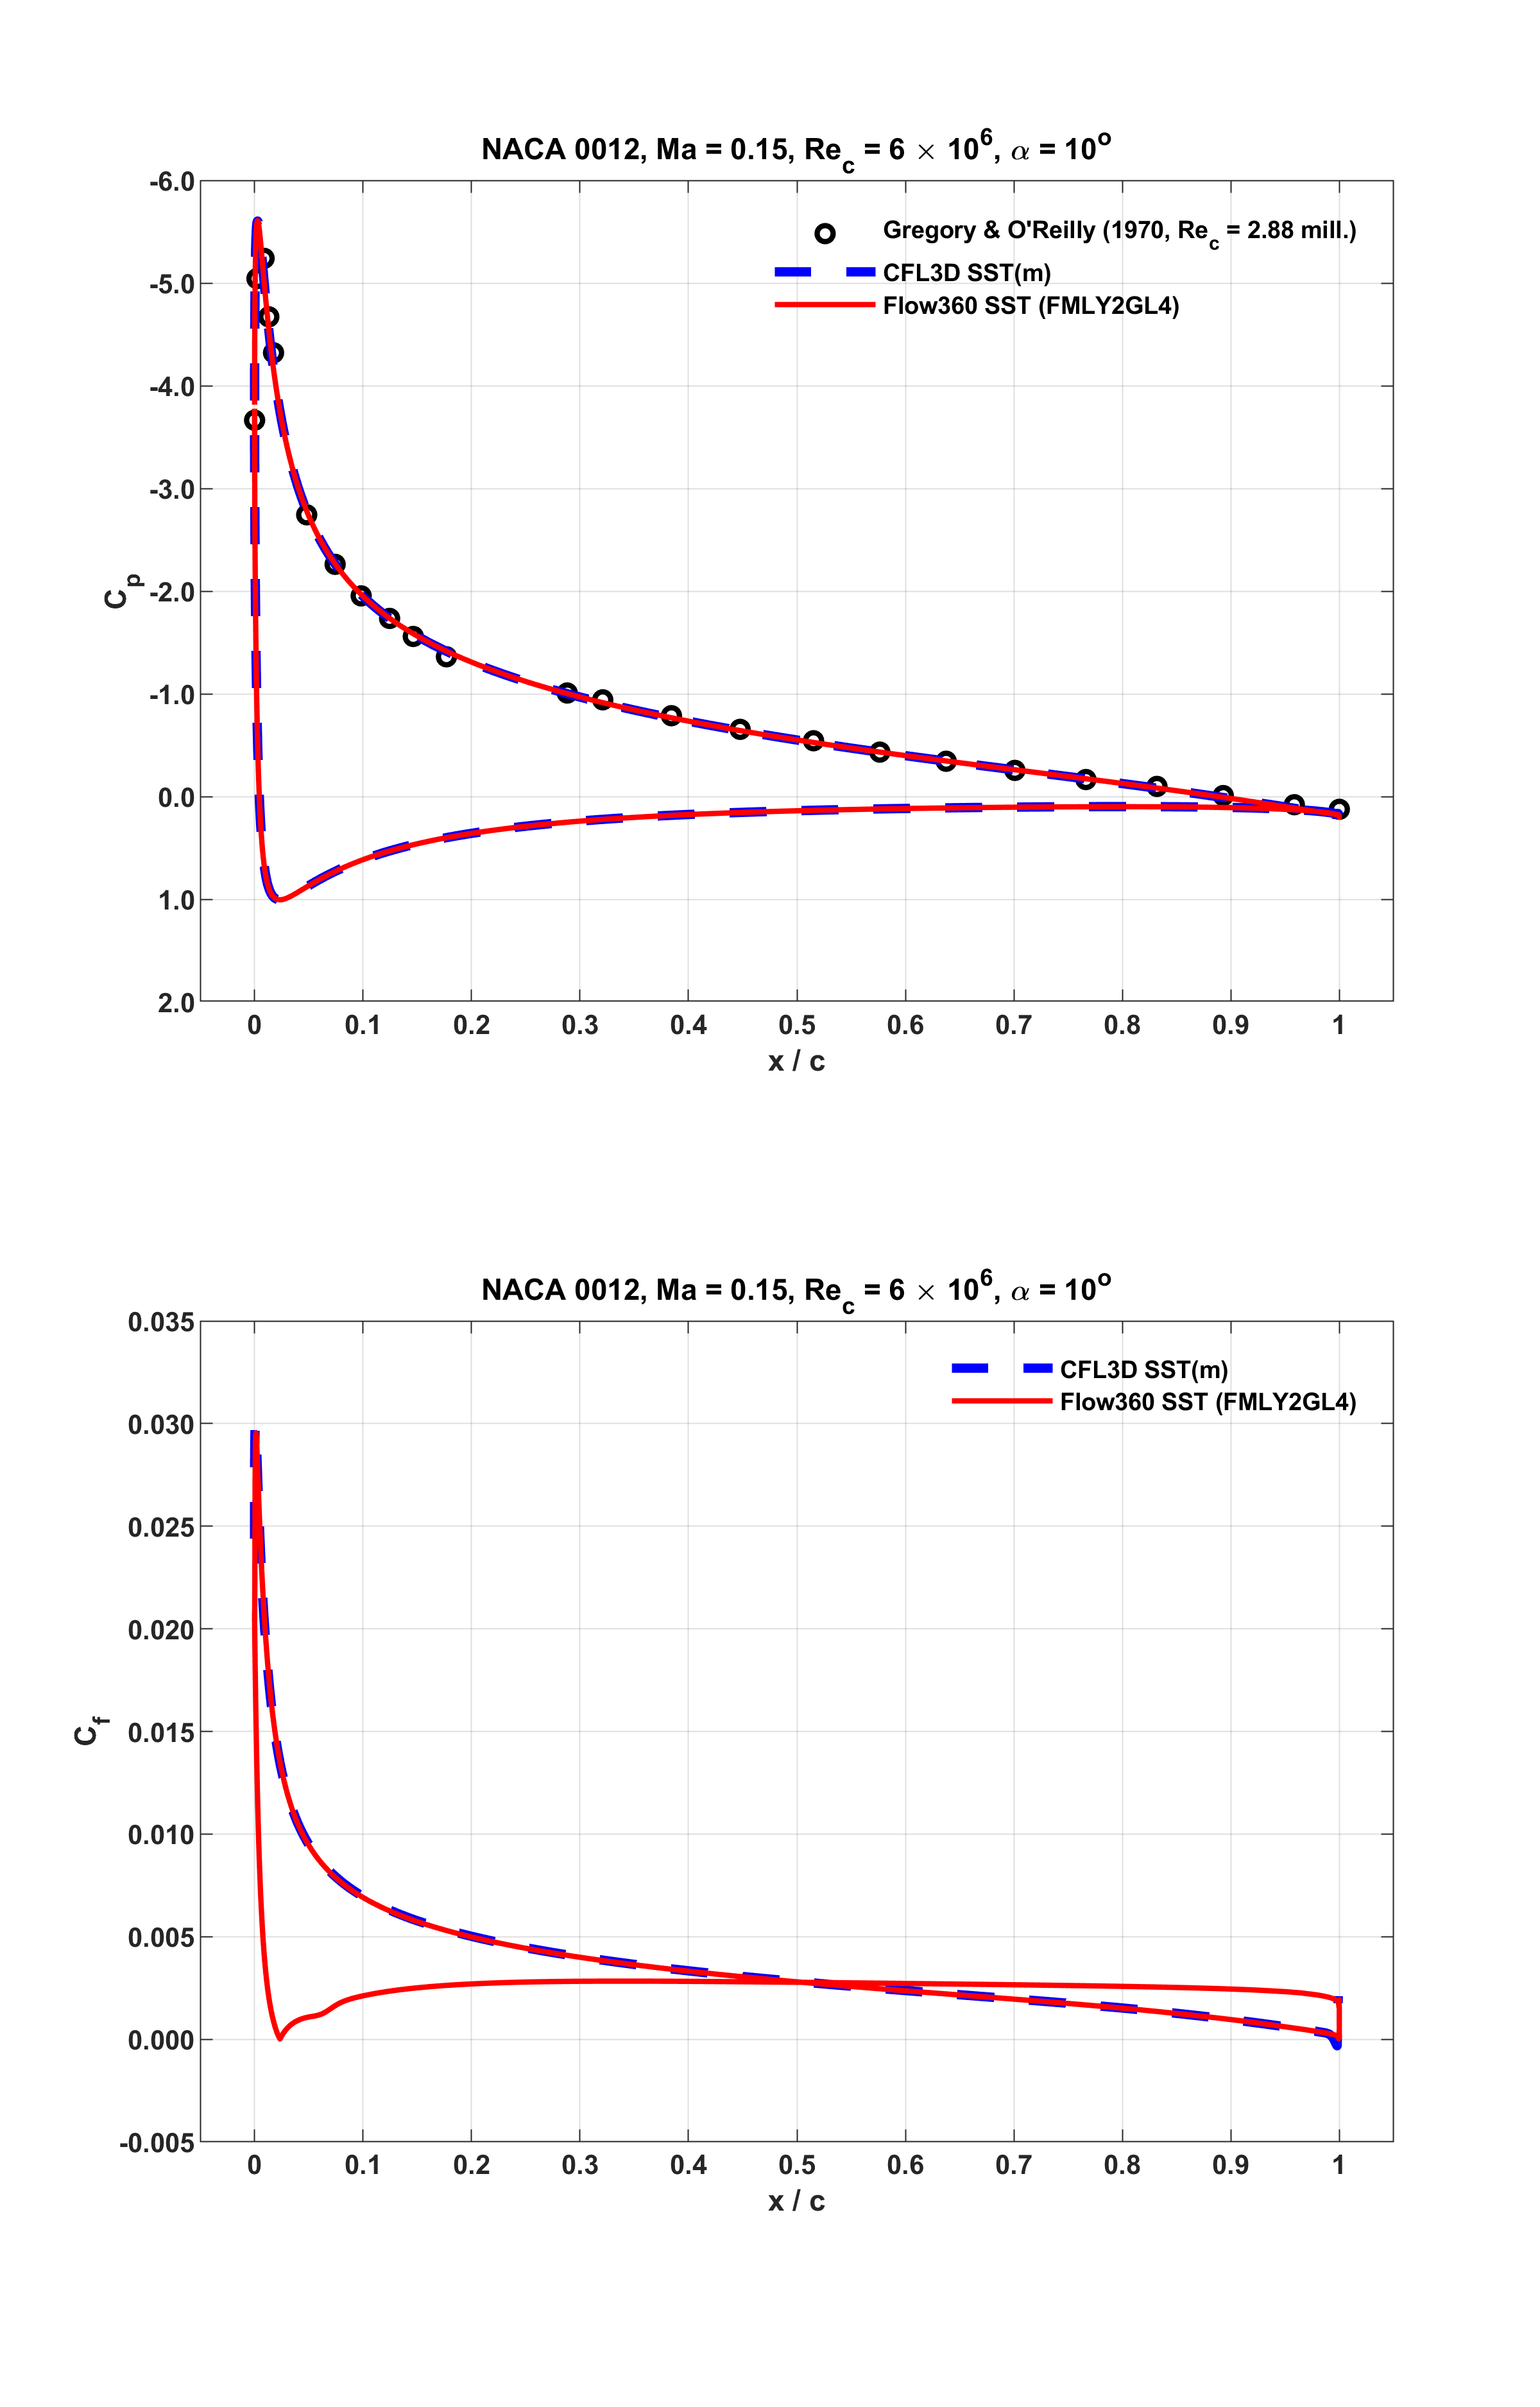 NACA 0012, Ma = 0.15, Re_c = 6 × 10^6, α = 10^o
-6.0
-5.0
-4.0
-3.0
-2.0
-1.0
0.0
1.0
2.0
C_p
Gregory & O'Reilly (1970, Re_c = 2.88 mill.)
CFL3D SST(m)
Flow360 SST (FMLY2GL4)
0 0.1 0.2 0.3 0.4 0.5 0.6 0.7 0.8 0.9 1
x / c
NACA 0012, Ma = 0.15, Re_c = 6 × 10^6, α = 10^o
0.035
0.030
0.025
0.020
0.015
0.010
0.005
0.000
-0.005
C_f
CFL3D SST(m)
Flow360 SST (FMLY2GL4)
0 0.1 0.2 0.3 0.4 0.5 0.6 0.7 0.8 0.9 1
x / c